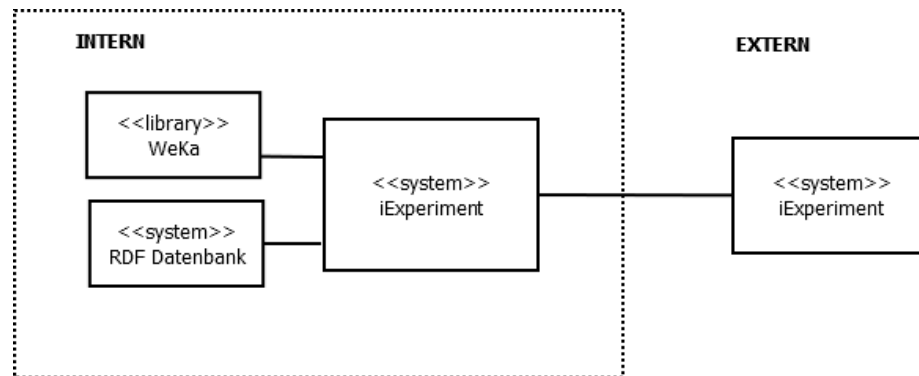 INTERN
EXTERN
<<library>>
WeKa
<<system>>
iExperiment
<<system>>
iExperiment
<<system>>
RDF Datenbank